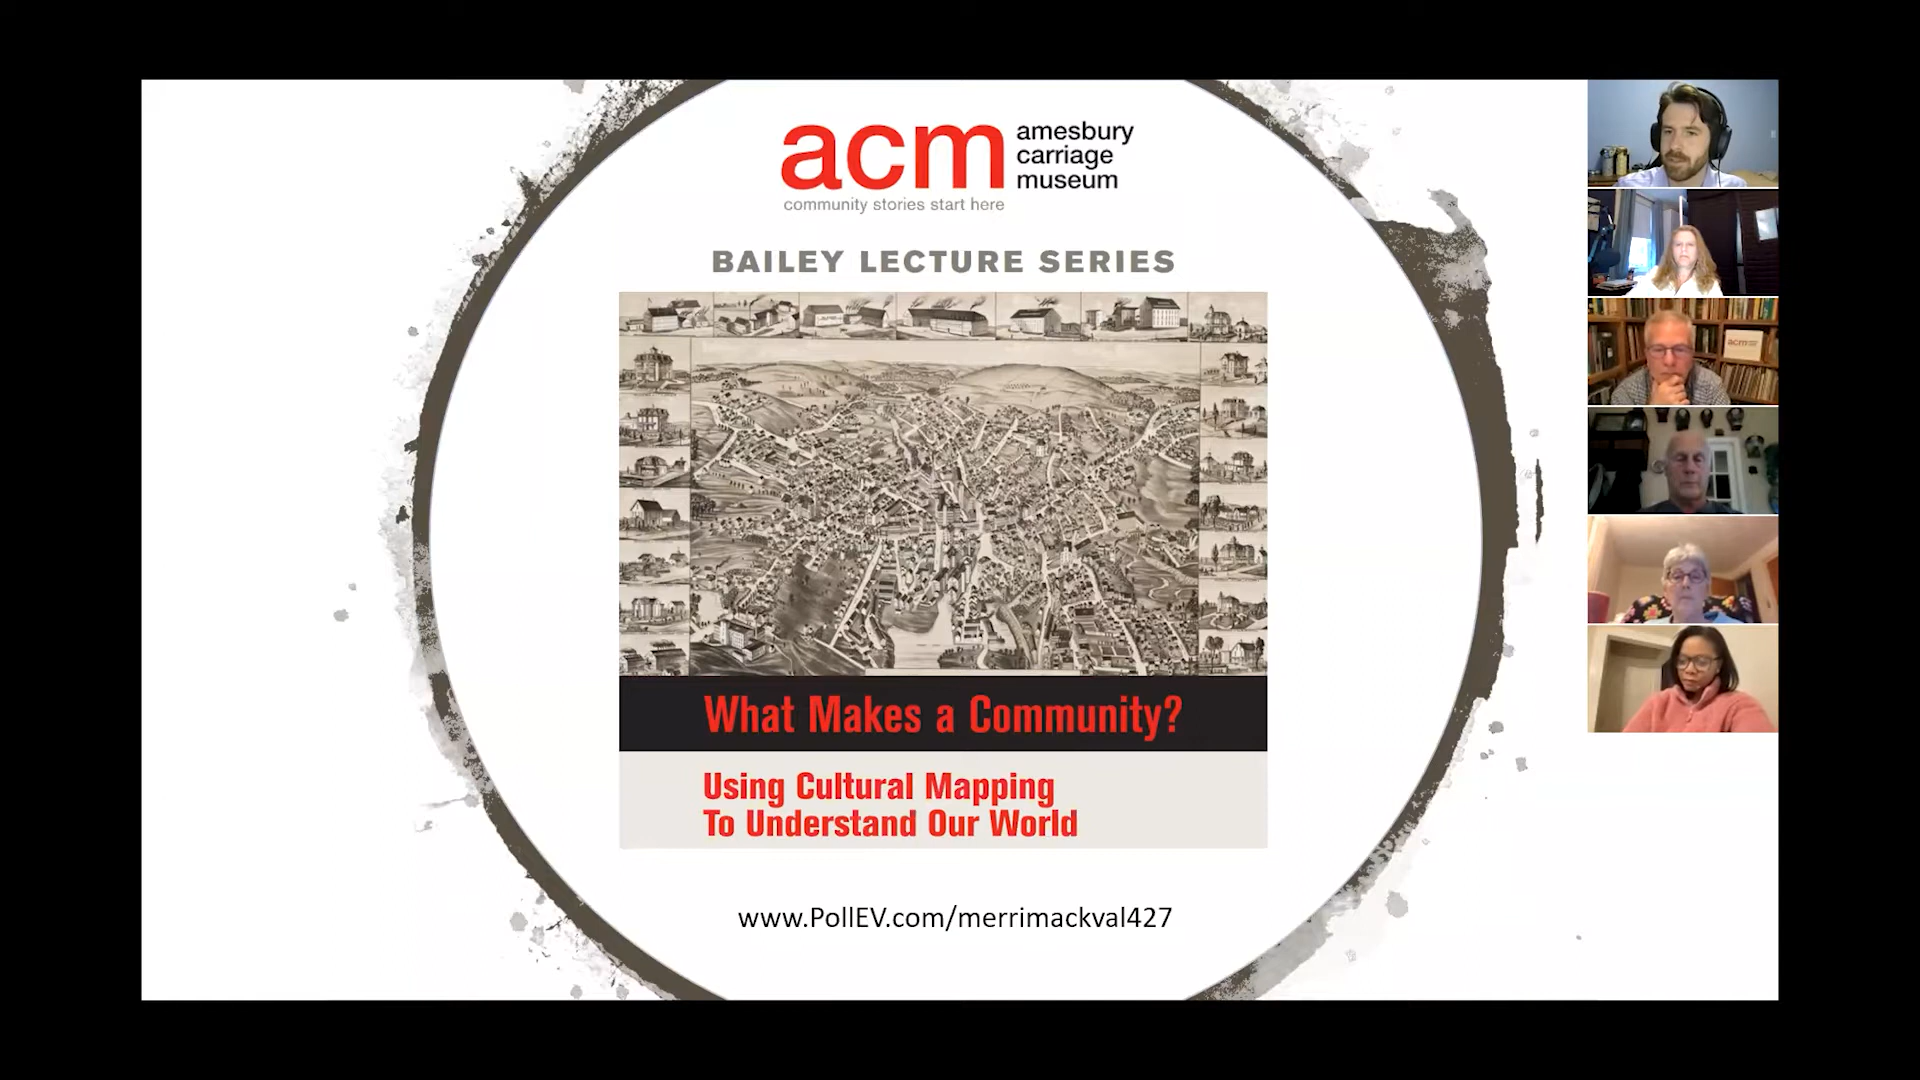 acm
amesbury
carriage
museum
community stories start here
BAILEY LECTURE SERIES
What Makes a Community?
Using Cultural Mapping
To Understand Our World
www.PollEV.com/merrimackval427
acm